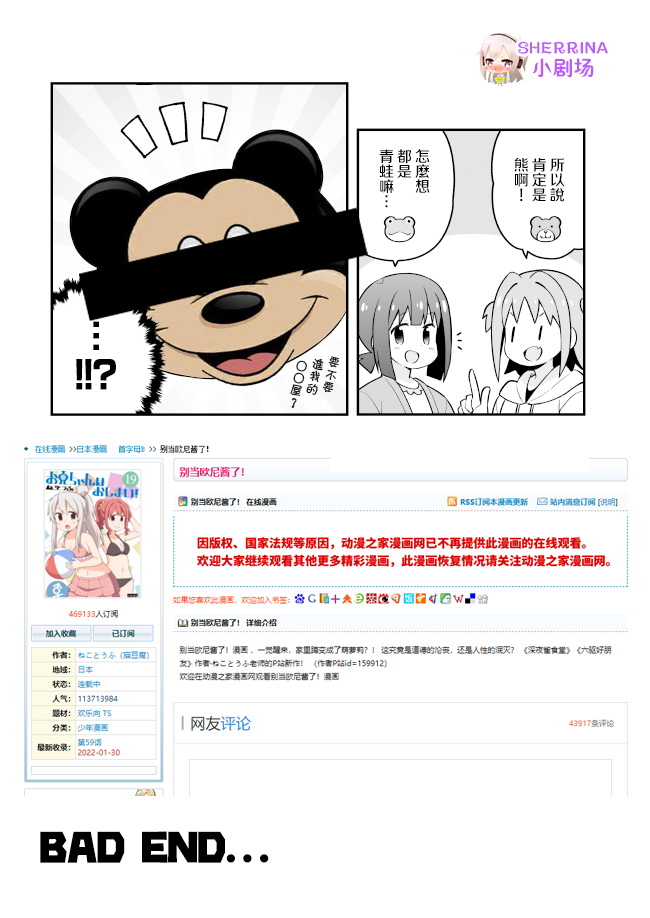 SHERRINA
小剧场
所以說
肯定是
熊啊！
怎麼想
都是
青蛙嘛…
…
!!?
要不要
進我的
〇〇屋？
在线漫画 >>日本漫画 首字母B >> 别当欧尼酱了！
お兄ちゃんは
おしまい！
19
469133人订阅
加入收藏 已订阅
作者： ねことうふ（猫豆腐）
地域： 日本
状态： 连载中
人气： 113713984
题材： 欢乐向 TS
分类： 少年漫画
最新收录： 第59话
2022-01-30
别当欧尼酱了！
别当欧尼酱了！ 在线漫画 RSS订阅本漫画更新 站内消息订阅 [说明]
因版权、国家法规等原因，动漫之家漫画网已不再提供此漫画的在线观看。
欢迎大家继续观看其他更多精彩漫画，此漫画恢复情况请关注动漫之家漫画网。
如果您喜欢此漫画，欢迎加入书签：
别当欧尼酱了！ 详细介绍
别当欧尼酱了！漫画 ，一觉醒来，家里蹲变成了萌萝莉？！ 这究竟是道德的沦丧，还是人性的泯灭？ 《深夜雀食堂》《六驱好朋
友》作者-ねことうふ老师的P站新作！ （作者P站id=159912）
欢迎在动漫之家漫画网观看别当欧尼酱了！漫画
网友评论 43917条评论
BAD END...